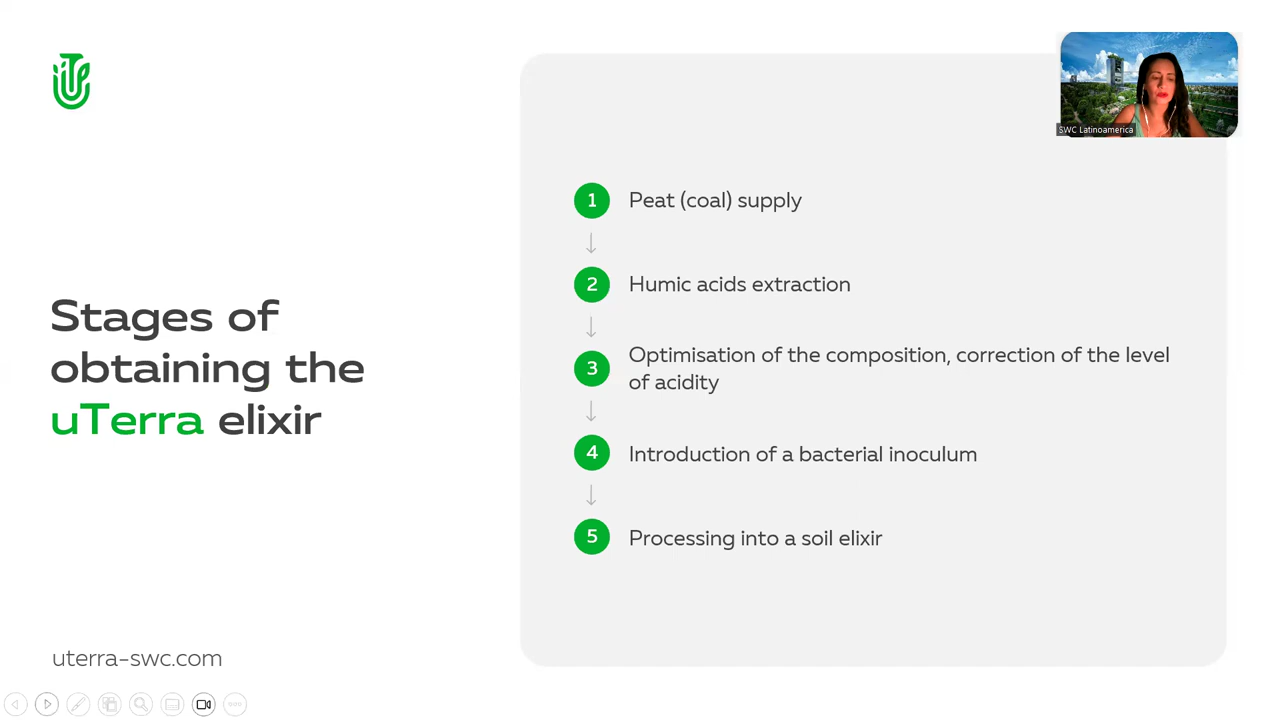 SWC Latinoamerica
Stages of
obtaining the
uTerra elixir
1 Peat (coal) supply
2 Humic acids extraction
3 Optimisation of the composition, correction of the level
of acidity
4 Introduction of a bacterial inoculum
5 Processing into a soil elixir
uterra-swc.com